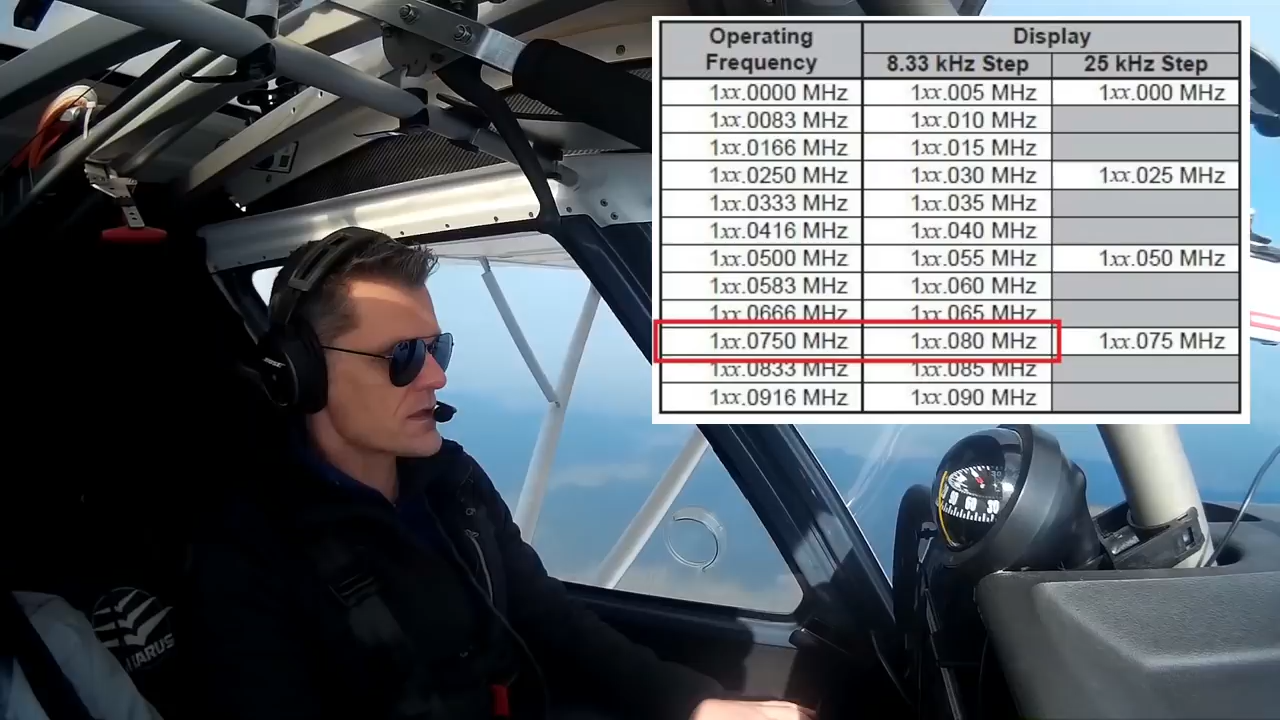 Operating Frequency Display
8.33 kHz Step 25 kHz Step
1xx.0000 MHz 1xx.005 MHz 1xx.000 MHz
1xx.0083 MHz 1xx.010 MHz
1xx.0166 MHz 1xx.015 MHz
1xx.0250 MHz 1xx.030 MHz 1xx.025 MHz
1xx.0333 MHz 1xx.035 MHz
1xx.0416 MHz 1xx.040 MHz
1xx.0500 MHz 1xx.055 MHz 1xx.050 MHz
1xx.0583 MHz 1xx.060 MHz
1xx.0666 MHz 1xx.065 MHz
1xx.0750 MHz 1xx.080 MHz 1xx.075 MHz
1xx.0833 MHz 1xx.085 MHz
1xx.0916 MHz 1xx.090 MHz
60 30